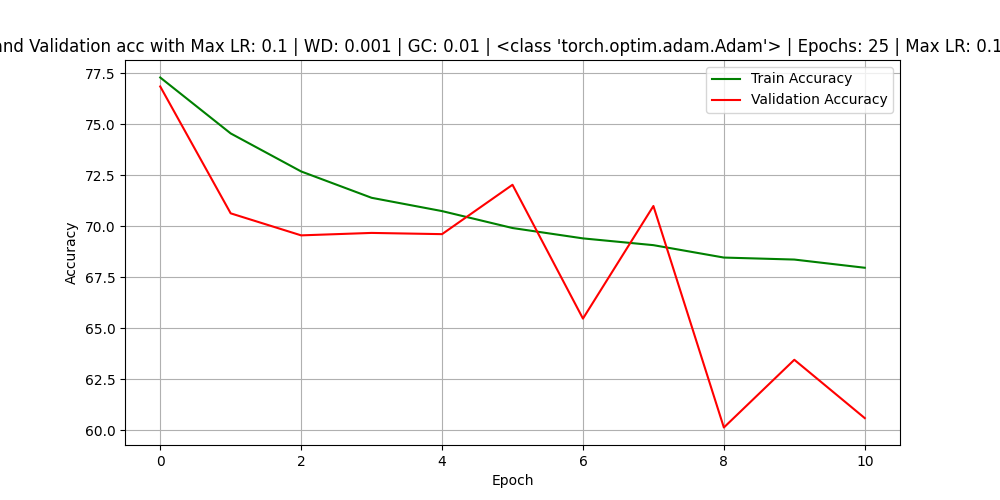 and Validation acc with Max LR: 0.1 | WD: 0.001 | GC: 0.01 | <class 'torch.optim.adam.Adam'> | Epochs: 25 | Max LR: 0.1
Train Accuracy
Validation Accuracy
77.5
75.0
72.5
70.0
67.5
65.0
62.5
60.0
Accuracy
0 2 4 6 8 10
Epoch